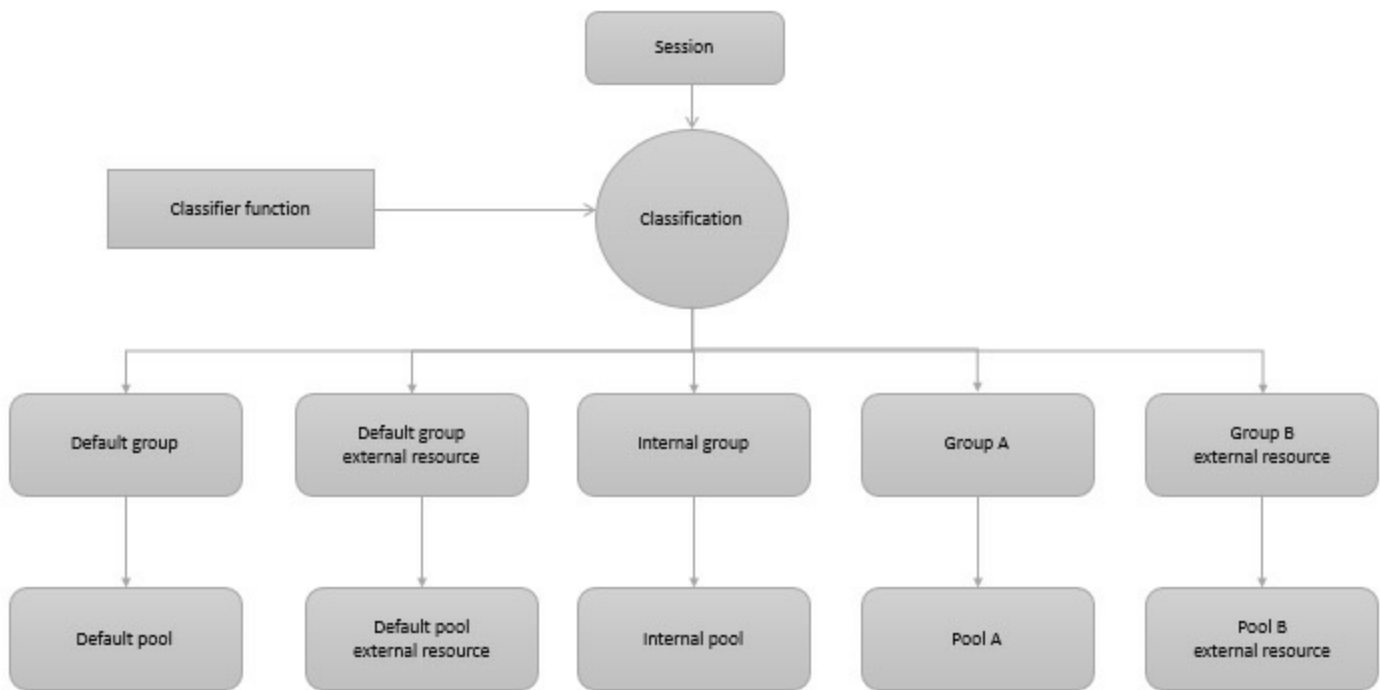 Session
Classifier function
Classification
Default group
Default group
external resource
Internal group
Group A
Group B
external resource
Default pool
Default pool
external resource
Internal pool
Pool A
Pool B
external resource